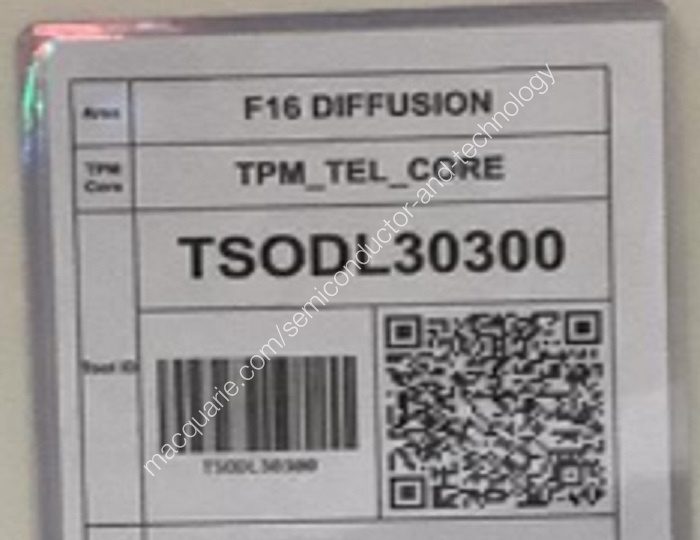 Area F16 DIFFUSION
TPM Core TPM_TEL_CORE
TSODL30300
Tool ID
TSODL30300
macquarie.com/semiconductor-and-technology